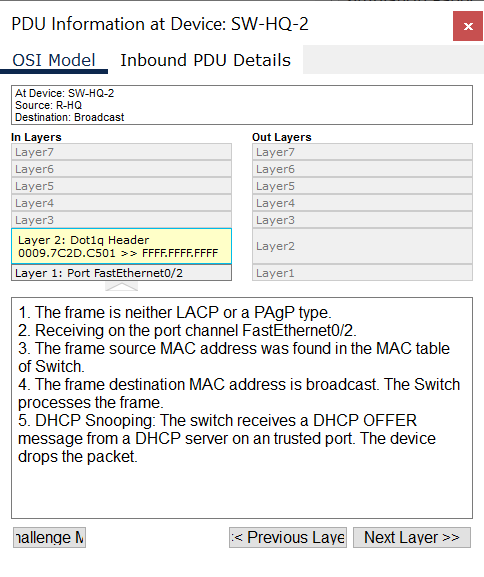 PDU Information at Device: SW-HQ-2
OSI Model
Inbound PDU Details
At Device: SW-HQ-2
Source: R-HQ
Destination: Broadcast
In Layers
Layer7
Layer6
Layer5
Layer4
Layer3
Layer 2: Dot1q Header
0009.7C2D.C501 >> FFFF.FFFF.FFFF
Layer 1: Port FastEthernet0/2
Out Layers
Layer7
Layer6
Layer5
Layer4
Layer3
Layer2
Layer1
1. The frame is neither LACP or a PAgP type.
2. Receiving on the port channel FastEthernet0/2.
3. The frame source MAC address was found in the MAC table
of Switch.
4. The frame destination MAC address is broadcast. The Switch
processes the frame.
5. DHCP Snooping: The switch receives a DHCP OFFER
message from a DHCP server on an trusted port. The device
drops the packet.
hallenge M
< Previous Laye
Next Layer >>